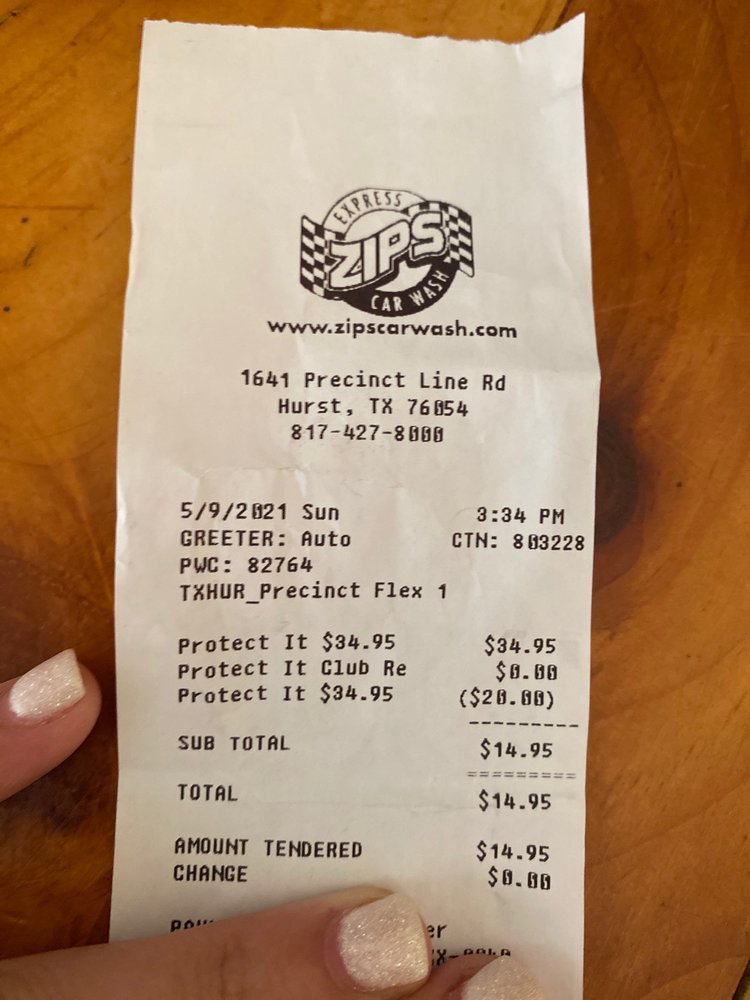 EXPRESS
ZIPS
CAR WASH
www.zipscarwash.com
1641 Precinct Line Rd
Hurst, TX 76054
817-427-8000
5/9/2021 Sun 3:34 PM
GREETER: Auto CTN: 803228
PWC: 82764
TXHUR_Precinct Flex 1
Protect It $34.95 $34.95
Protect It Club Re $0.00
Protect It $34.95 ($20.00)
---------
SUB TOTAL $14.95
=========
TOTAL $14.95
AMOUNT TENDERED $14.95
CHANGE $0.00